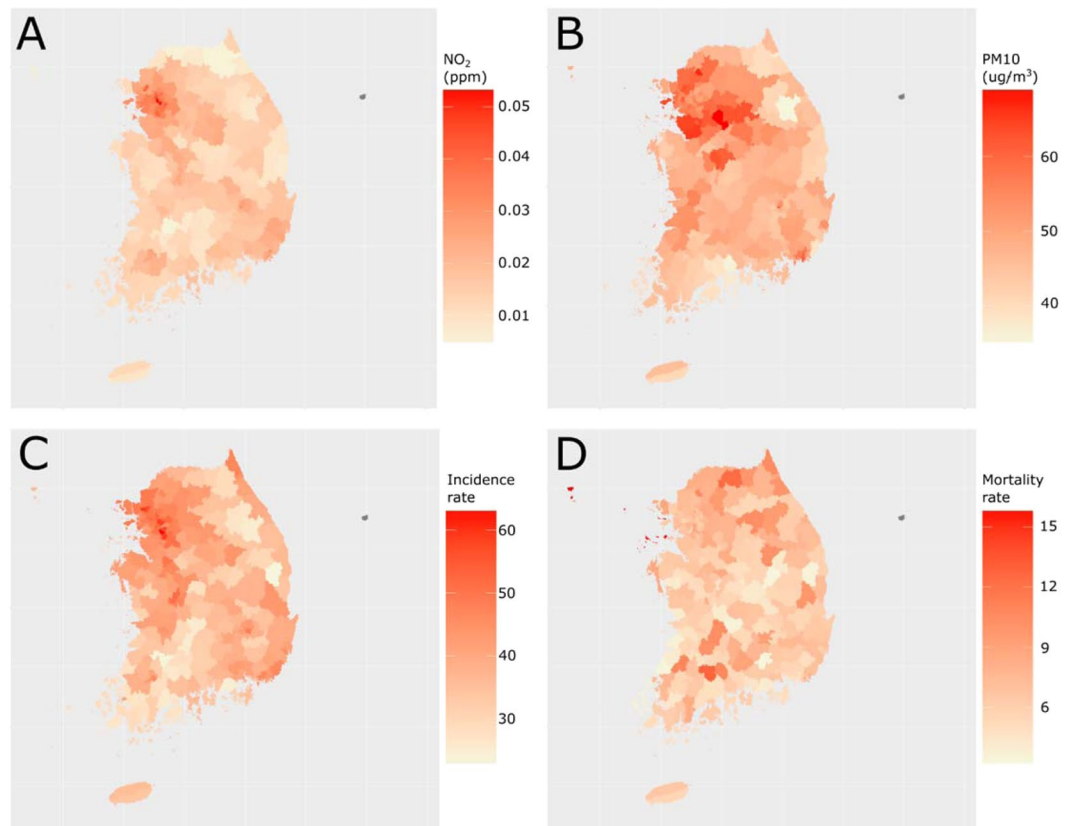 A
NO₂
(ppm)
0.05
0.04
0.03
0.02
0.01
B
PM10
(ug/m³)
60
50
40
C
Incidence
rate
60
50
40
30
D
Mortality
rate
15
12
9
6